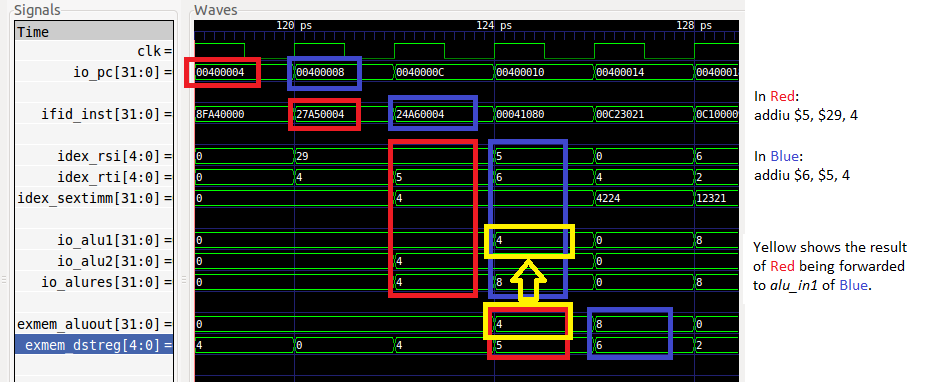 Signals
Waves
Time
120 ps 124 ps 128 ps
clk =
io_pc[31:0] = 00400004 00400008 0040000C 00400010 00400014 0040001
ifid_inst[31:0] = 8FA40000 27A50004 24A60004 00041080 00C23021 0C10000
idex_rsi[4:0] = 0 29 5 0 6
idex_rti[4:0] = 0 4 5 6 4 2
idex_sextimm[31:0] = 0 4 4224 12321
io_alu1[31:0] = 0 4 0 8
io_alu2[31:0] = 0 4 0
io_alures[31:0] = 0 4 8 0 8
exmem_aluout[31:0] = 0 4 8 0
exmem_dstreg[4:0] = 4 0 4 5 6 2
In Red:
addiu $5, $29, 4
In Blue:
addiu $6, $5, 4
Yellow shows the result
of Red being forwarded
to alu_in1 of Blue.